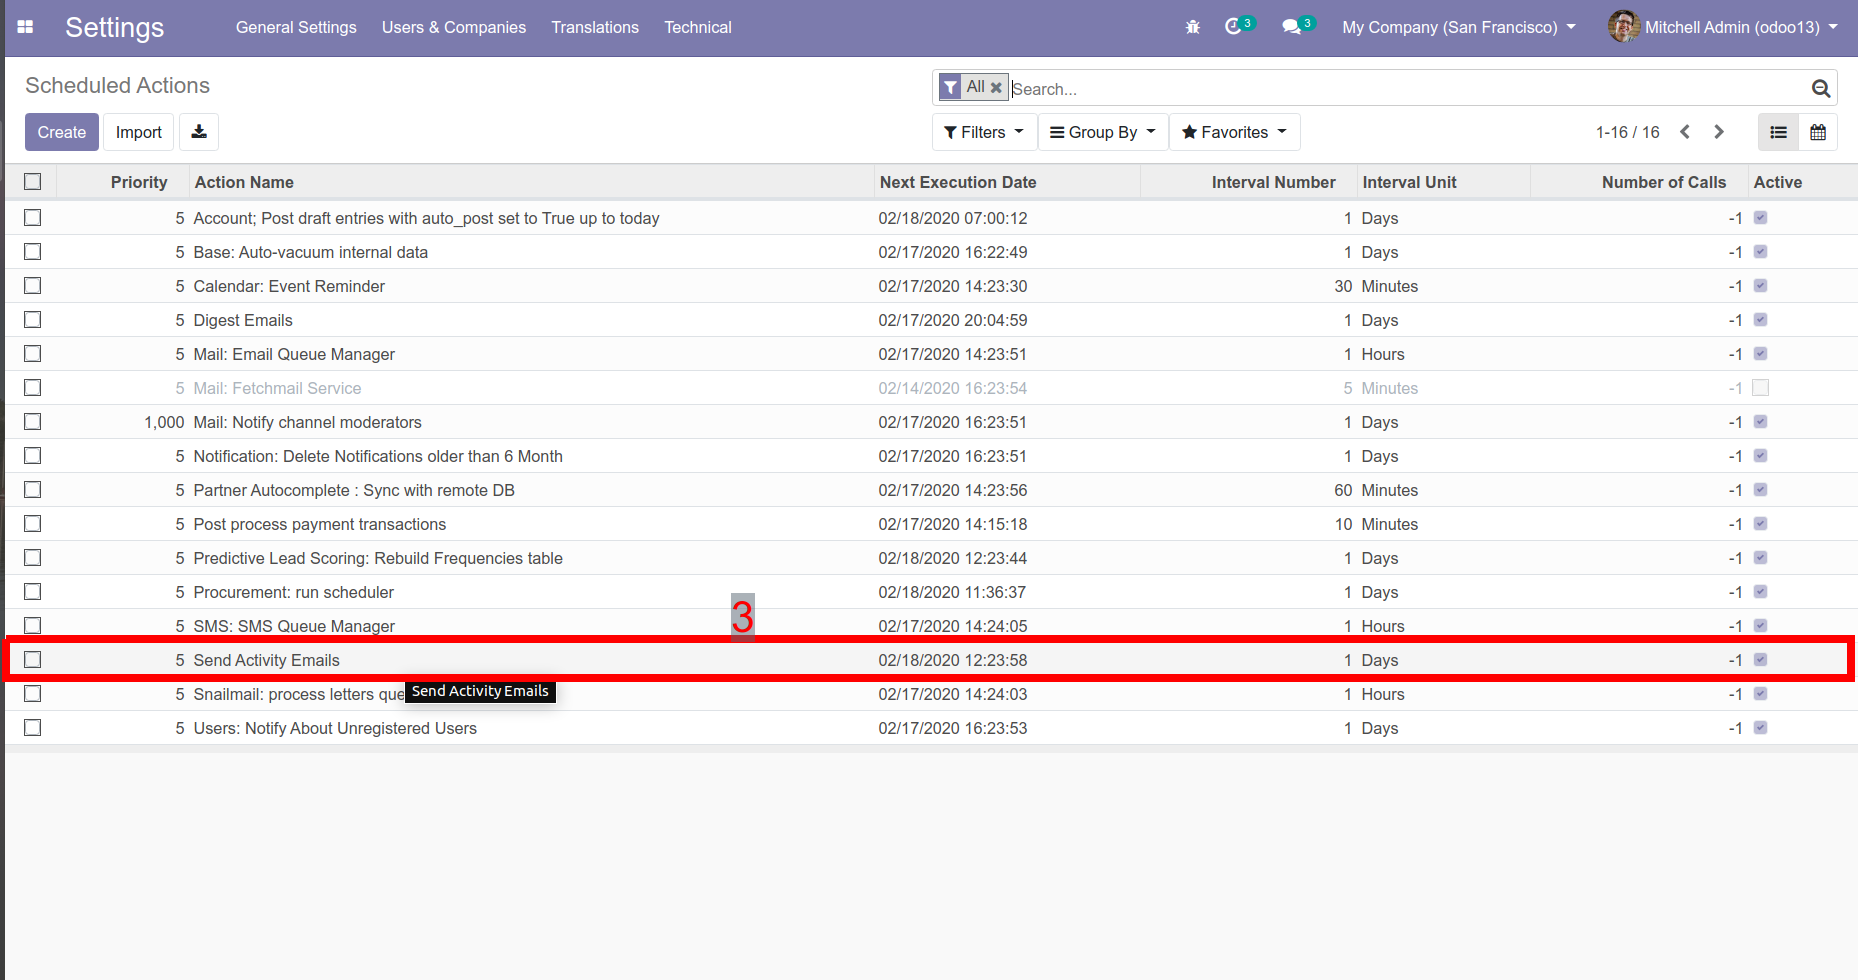 Settings General Settings Users & Companies Translations Technical 3 3 My Company (San Francisco) Mitchell Admin (odoo13)
Scheduled Actions All Search...
Create Import Filters Group By Favorites 1-16 / 16
Priority Action Name Next Execution Date Interval Number Interval Unit Number of Calls Active
5 Account; Post draft entries with auto_post set to True up to today 02/18/2020 07:00:12 1 Days -1
5 Base: Auto-vacuum internal data 02/17/2020 16:22:49 1 Days -1
5 Calendar: Event Reminder 02/17/2020 14:23:30 30 Minutes -1
5 Digest Emails 02/17/2020 20:04:59 1 Days -1
5 Mail: Email Queue Manager 02/17/2020 14:23:51 1 Hours -1
5 Mail: Fetchmail Service 02/14/2020 16:23:54 5 Minutes -1
1,000 Mail: Notify channel moderators 02/17/2020 16:23:51 1 Days -1
5 Notification: Delete Notifications older than 6 Month 02/17/2020 16:23:51 1 Days -1
5 Partner Autocomplete : Sync with remote DB 02/17/2020 14:23:56 60 Minutes -1
5 Post process payment transactions 02/17/2020 14:15:18 10 Minutes -1
5 Predictive Lead Scoring: Rebuild Frequencies table 02/18/2020 12:23:44 1 Days -1
5 Procurement: run scheduler 02/18/2020 11:36:37 1 Days -1
3
5 SMS: SMS Queue Manager 02/17/2020 14:24:05 1 Hours -1
5 Send Activity Emails 02/18/2020 12:23:58 1 Days -1
5 Snailmail: process letters que Send Activity Emails 02/17/2020 14:24:03 1 Hours -1
5 Users: Notify About Unregistered Users 02/17/2020 16:23:53 1 Days -1